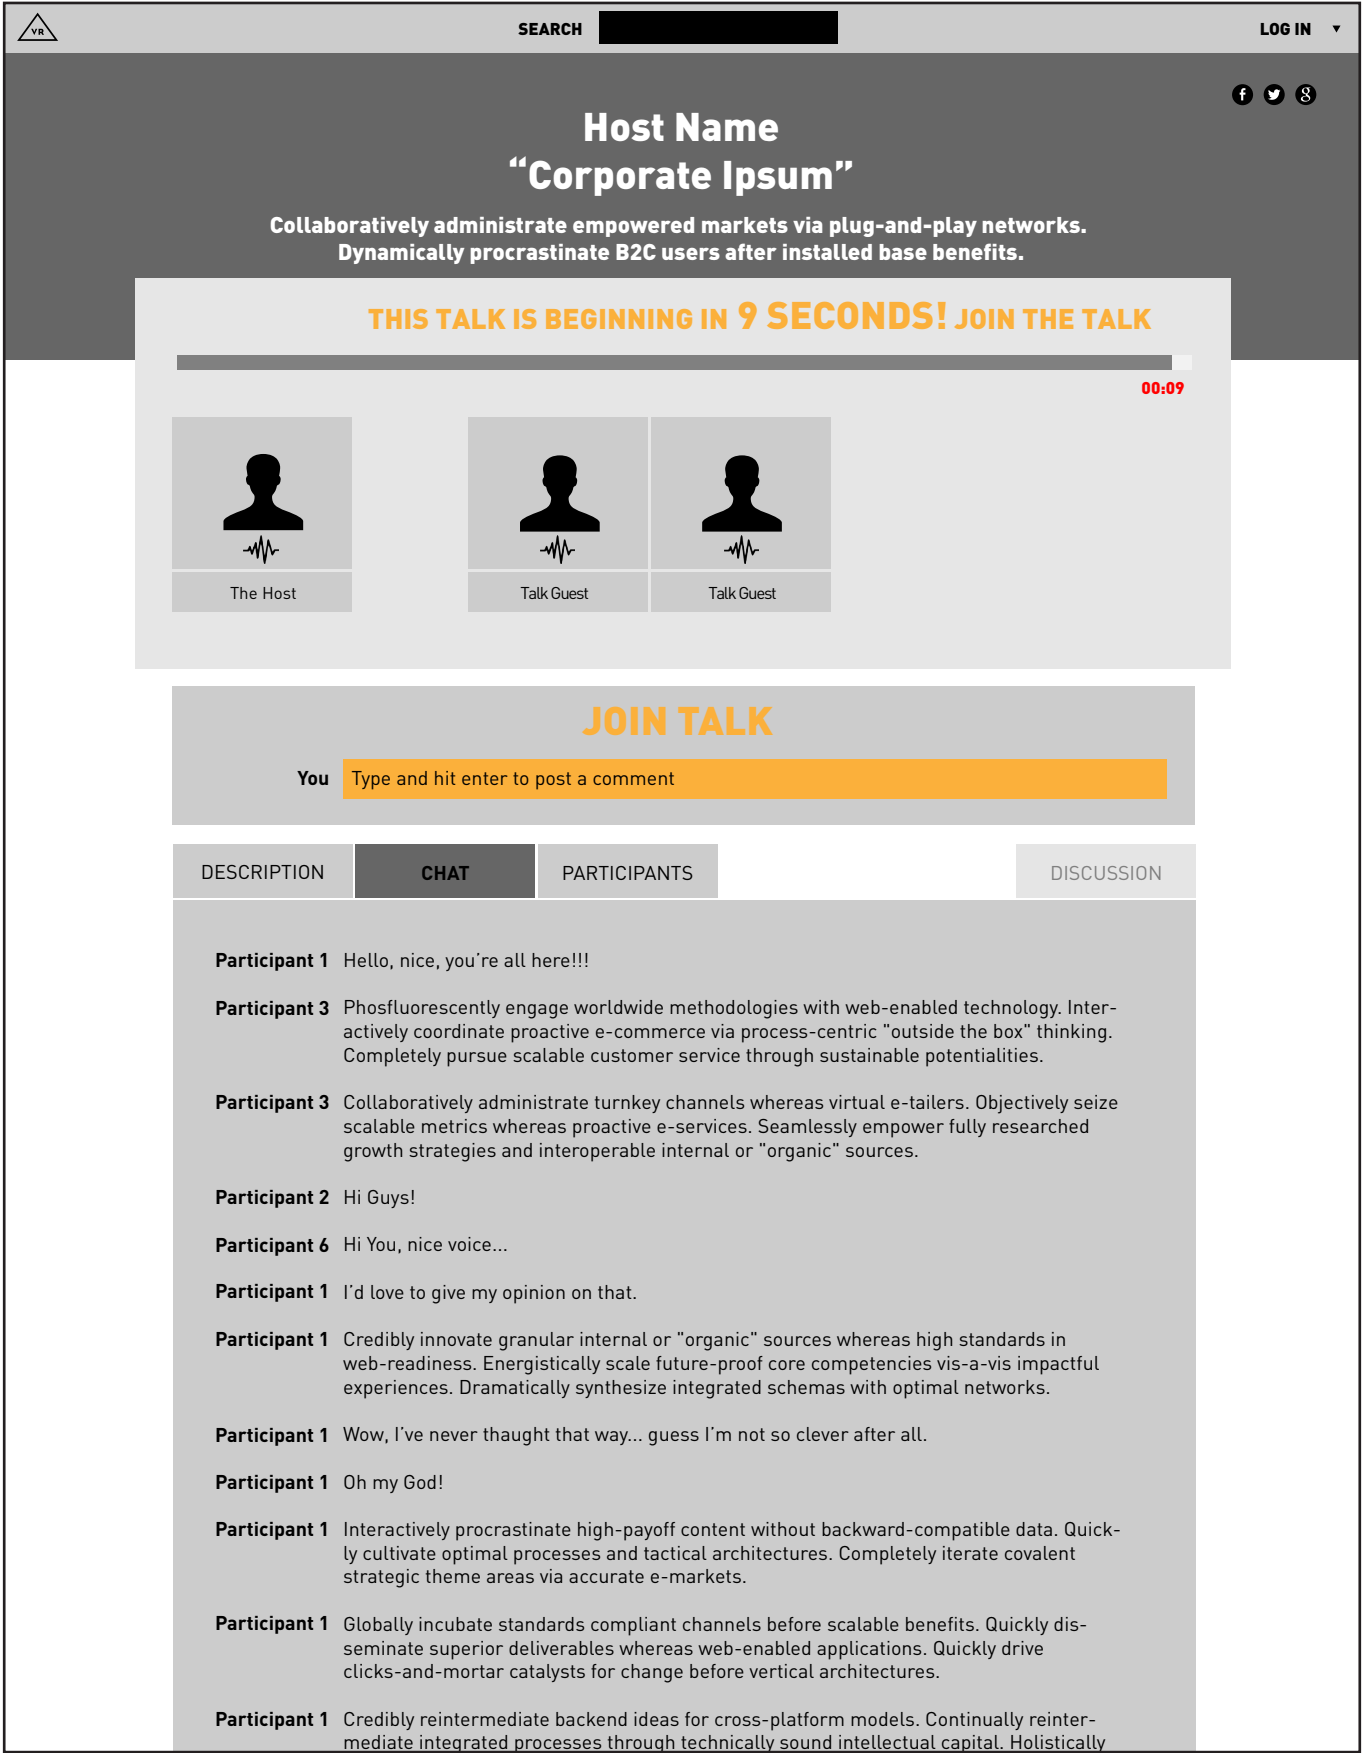 VR
SEARCH
LOG IN
Host Name
“Corporate Ipsum”
Collaboratively administrate empowered markets via plug-and-play networks.
Dynamically procrastinate B2C users after installed base benefits.
THIS TALK IS BEGINNING IN 9 SECONDS! JOIN THE TALK
00:09
The Host
Talk Guest
Talk Guest
JOIN TALK
You Type and hit enter to post a comment
DESCRIPTION
CHAT
PARTICIPANTS
DISCUSSION
Participant 1 Hello, nice, you’re all here!!!
Participant 3 Phosfluorescently engage worldwide methodologies with web-enabled technology. Inter-
actively coordinate proactive e-commerce via process-centric "outside the box" thinking.
Completely pursue scalable customer service through sustainable potentialities.
Participant 3 Collaboratively administrate turnkey channels whereas virtual e-tailers. Objectively seize
scalable metrics whereas proactive e-services. Seamlessly empower fully researched
growth strategies and interoperable internal or "organic" sources.
Participant 2 Hi Guys!
Participant 6 Hi You, nice voice...
Participant 1 I’d love to give my opinion on that.
Participant 1 Credibly innovate granular internal or "organic" sources whereas high standards in
web-readiness. Energistically scale future-proof core competencies vis-a-vis impactful
experiences. Dramatically synthesize integrated schemas with optimal networks.
Participant 1 Wow, I’ve never thaught that way... guess I’m not so clever after all.
Participant 1 Oh my God!
Participant 1 Interactively procrastinate high-payoff content without backward-compatible data. Quick-
ly cultivate optimal processes and tactical architectures. Completely iterate covalent
strategic theme areas via accurate e-markets.
Participant 1 Globally incubate standards compliant channels before scalable benefits. Quickly dis-
seminate superior deliverables whereas web-enabled applications. Quickly drive
clicks-and-mortar catalysts for change before vertical architectures.
Participant 1 Credibly reintermediate backend ideas for cross-platform models. Continually reinter-
mediate integrated processes through technically sound intellectual capital. Holistically